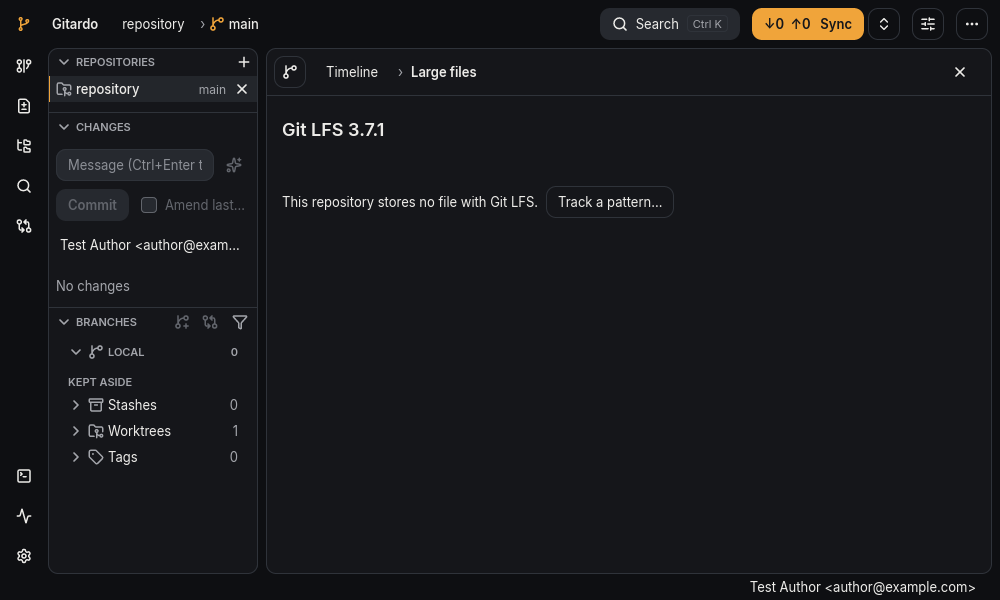 Gitardo repository › main Search Ctrl K ↓0 ↑0 Sync
REPOSITORIES
repository main
CHANGES
Message (Ctrl+Enter t
Commit Amend last...
Test Author <author@exam...
No changes
BRANCHES
LOCAL 0
KEPT ASIDE
Stashes 0
Worktrees 1
Tags 0
Timeline › Large files
Git LFS 3.7.1
This repository stores no file with Git LFS. Track a pattern...
Test Author <author@example.com>